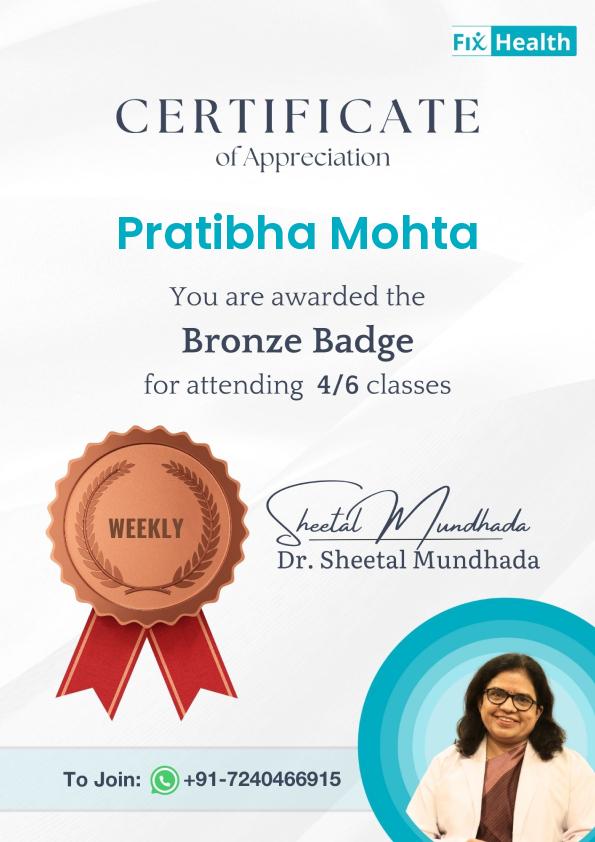 Fix Health
CERTIFICATE
of Appreciation
Pratibha Mohta
You are awarded the
Bronze Badge
for attending 4/6 classes
WEEKLY
Sheetal Mundhada
Dr. Sheetal Mundhada
To Join: +91-7240466915